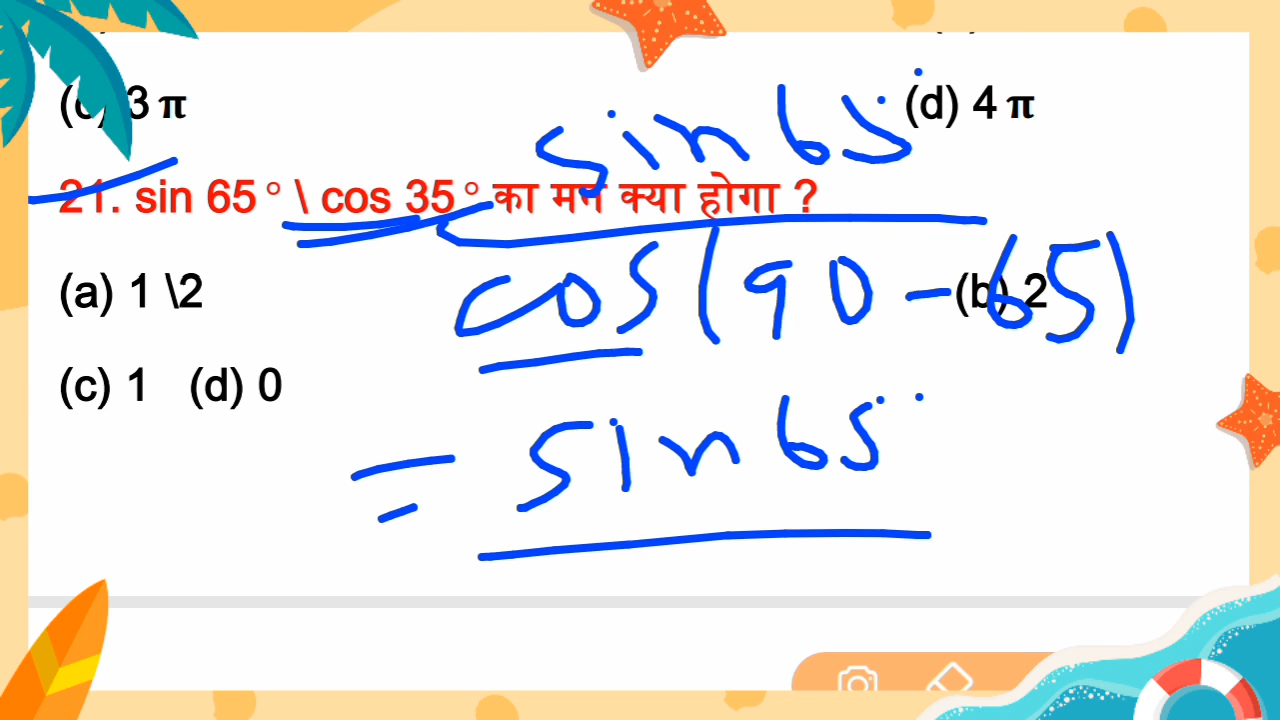 (c) 3 π (d) 4 π
sin 65°
21. sin 65° \ cos 35° का मन क्या होगा ?
cos(90 - 65)
(a) 1 \2 (b) 2
(c) 1 (d) 0
= sin 65°